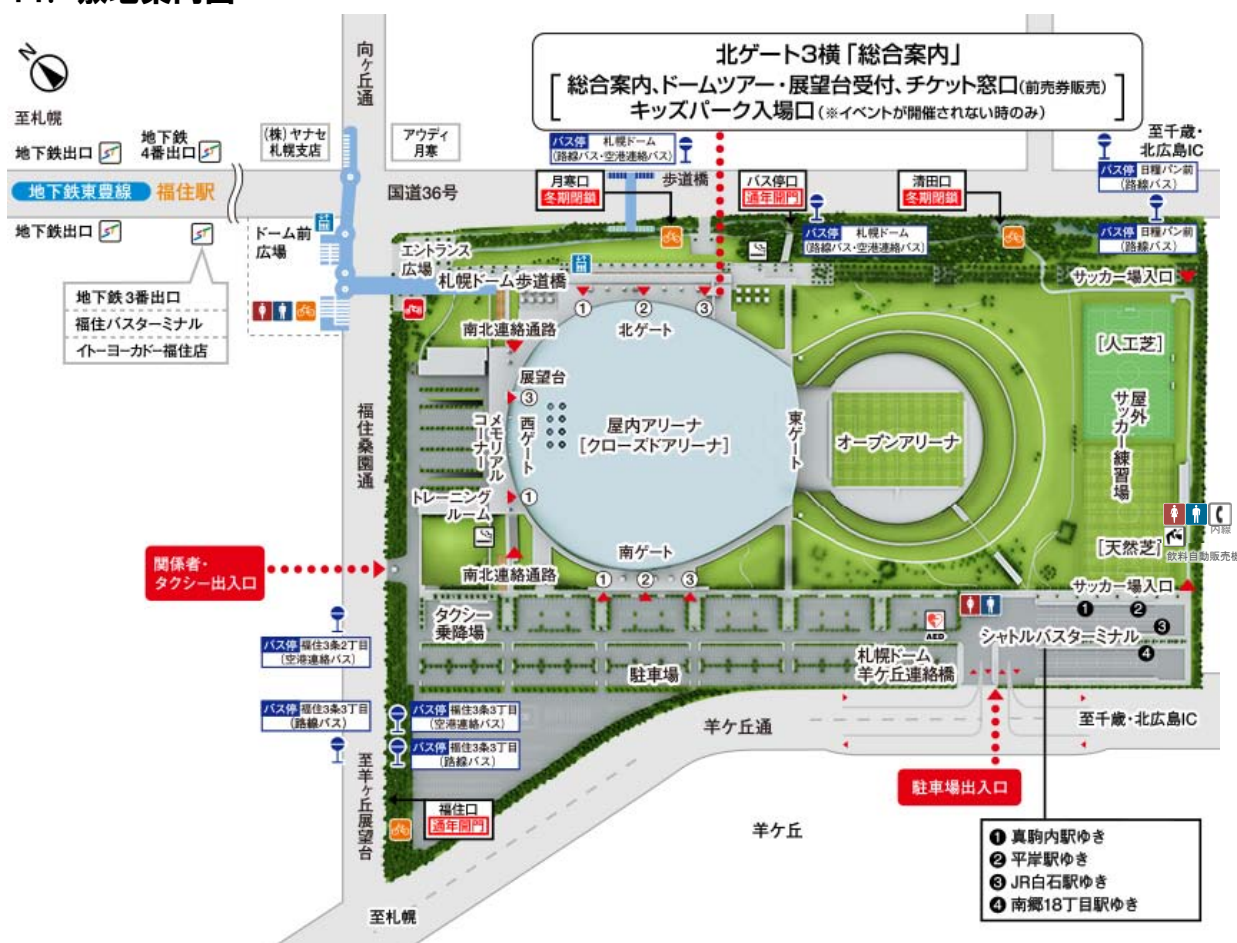 14. 敷地案内図
N
至札幌
地下鉄出口
地下鉄
4番出口
(株)ヤナセ
札幌支店
向ヶ丘通
アウディ
月寒
北ゲート3横「総合案内」
総合案内、ドームツアー・展望台受付、チケット窓口(前売券販売)
キッズパーク入場口(※イベントが開催されない時のみ)
バス停 札幌ドーム
(路線バス・空港連絡バス)
至千歳・
北広島IC
バス停 日糧パン前
(路線バス)
地下鉄東豊線 福住駅
国道36号
月寒口
冬期閉鎖
歩道橋
バス停口
通年開門
清田口
冬期閉鎖
地下鉄出口
ドーム前
広場
エントランス
広場
バス停 札幌ドーム
(路線バス・空港連絡バス)
バス停 日糧パン前
(路線バス)
札幌ドーム歩道橋
サッカー場入口
地下鉄3番出口
福住バスターミナル
イトーヨーカドー福住店
① ② ③
北ゲート
南北連絡通路
展望台
③
西ゲート
メモリアル
コーナー
屋内アリーナ
[クローズドアリーナ]
東ゲート
オープンアリーナ
[人工芝]
屋外
サッカー練習場
[天然芝]
内線
飲料自動販売機
福住桑園通
トレーニング
ルーム
①
関係者・
タクシー出入口
南ゲート
① ② ③
南北連絡通路
サッカー場入口
タクシー
乗降場
AED
シャトルバスターミナル
❶ ❷
❸
❹
バス停 福住3条2丁目
(空港連絡バス)
駐車場
札幌ドーム
羊ケ丘連絡橋
バス停 福住3条3丁目
(路線バス)
バス停 福住3条3丁目
(空港連絡バス)
バス停 福住3条3丁目
(路線バス)
羊ケ丘通
至千歳・北広島IC
至羊ヶ丘展望台
福住口
通年開門
駐車場出入口
羊ケ丘
❶ 真駒内駅ゆき
❷ 平岸駅ゆき
❸ JR白石駅ゆき
❹ 南郷18丁目駅ゆき
至札幌